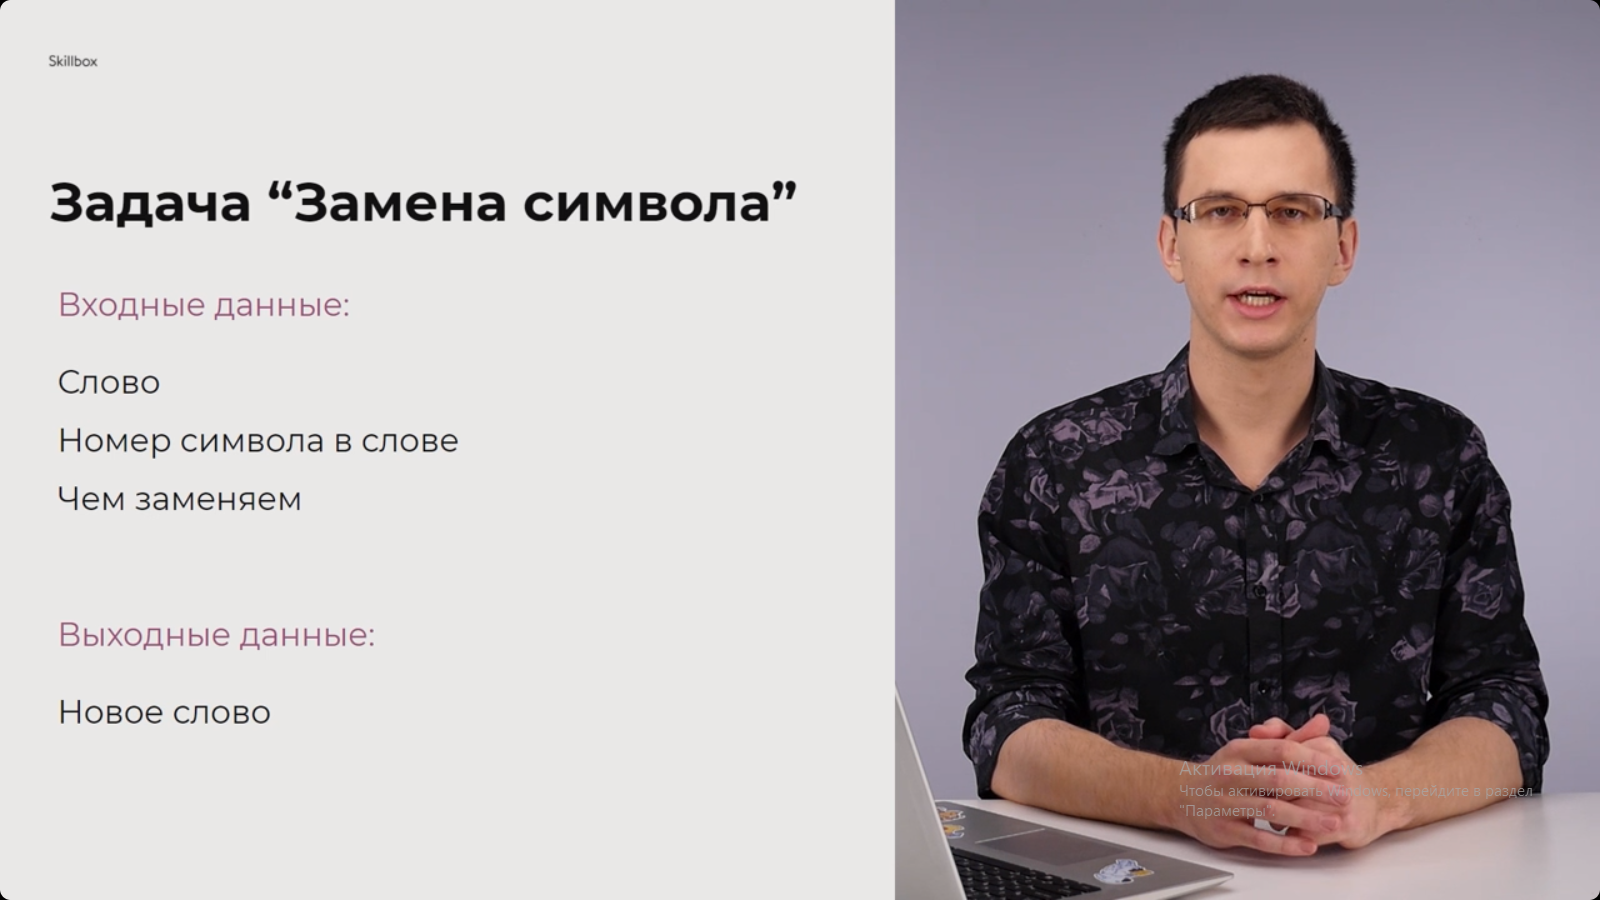 Skillbox
Задача “Замена символа”
Входные данные:
Слово
Номер символа в слове
Чем заменяем
Выходные данные:
Новое слово
Активация Windows
Чтобы активировать Windows, перейдите в раздел
"Параметры".